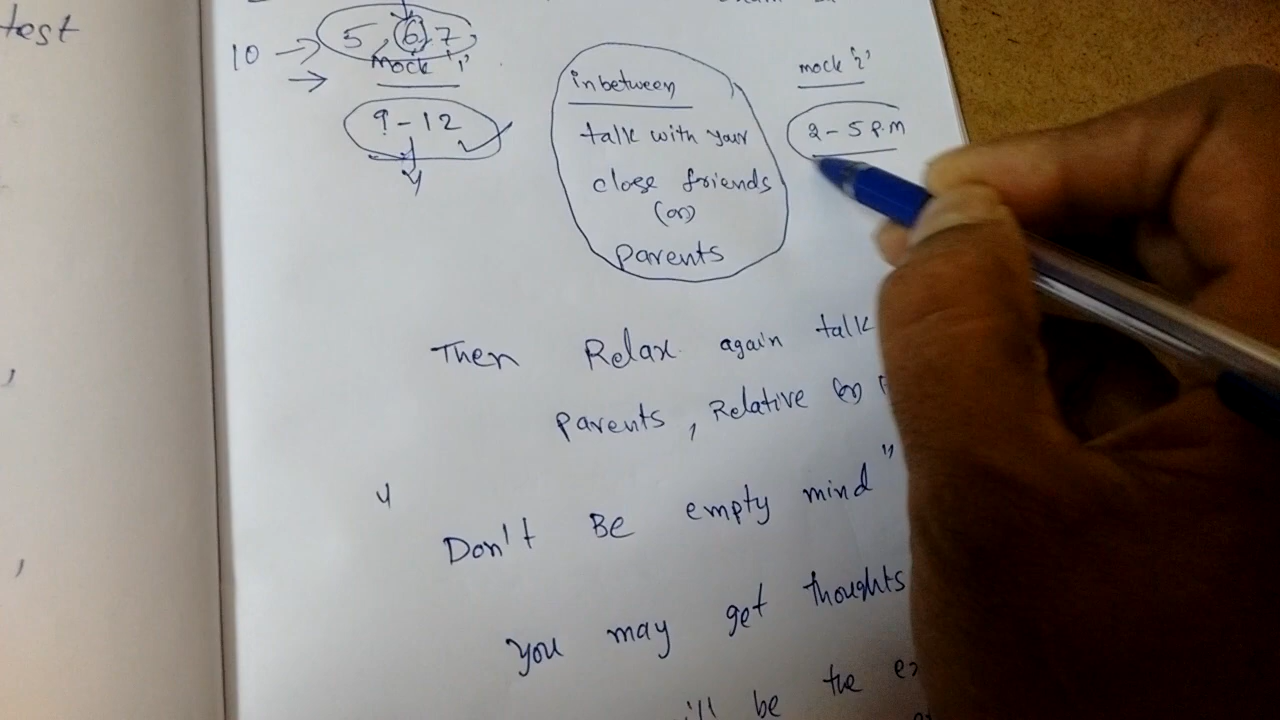 test
5, 6, 7,
10 →
→ Mock '1' inbetween mock '2'
9-12 talk with your 2-5 P.M
close friends
(or)
parents
Then Relax again talk
parents, Relative (or)
Don't BE empty mind"
You may get thoughts
be the